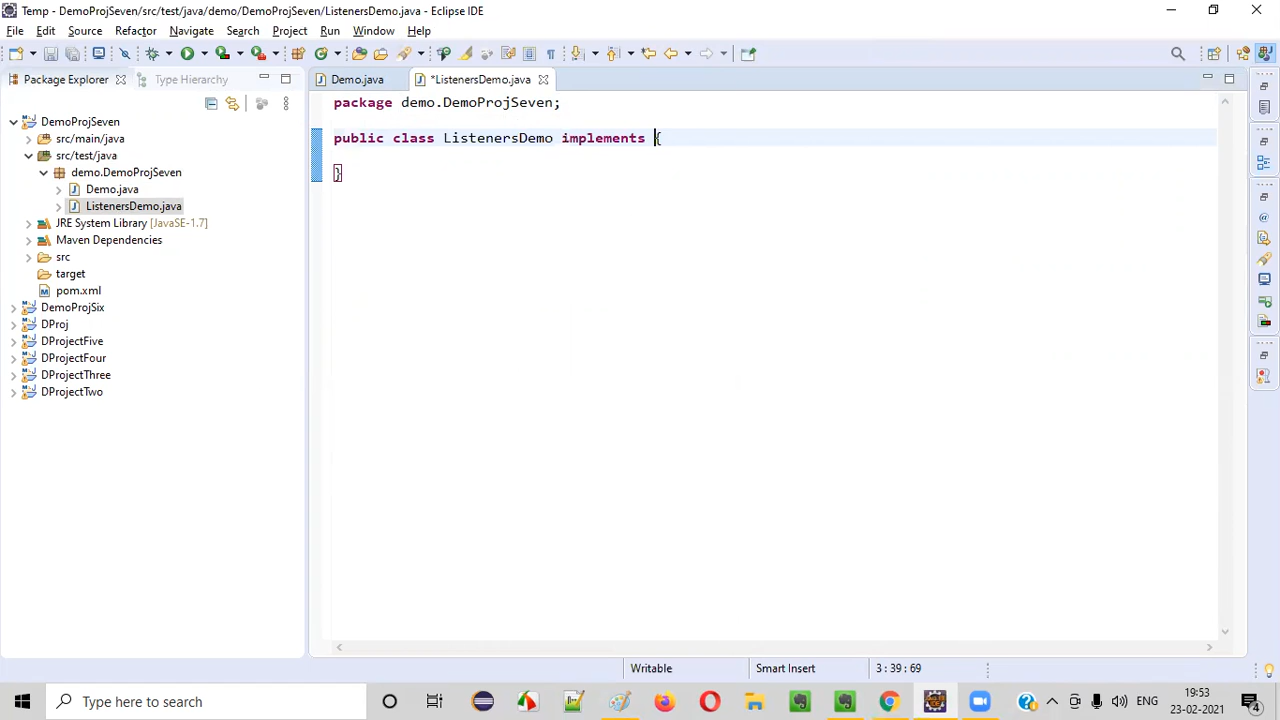 Temp - DemoProjSeven/src/test/java/demo/DemoProjSeven/ListenersDemo.java - Eclipse IDE
File Edit Source Refactor Navigate Search Project Run Window Help
Package Explorer Type Hierarchy
Demo.java *ListenersDemo.java
DemoProjSeven
src/main/java
src/test/java
demo.DemoProjSeven
Demo.java
ListenersDemo.java
JRE System Library [JavaSE-1.7]
Maven Dependencies
src
target
pom.xml
DemoProjSix
DProj
DProjectFive
DProjectFour
DProjectThree
DProjectTwo
package demo.DemoProjSeven;
public class ListenersDemo implements {
}
Writable Smart Insert 3 : 39 : 69
Type here to search
ENG
19:53
23-02-2021
4